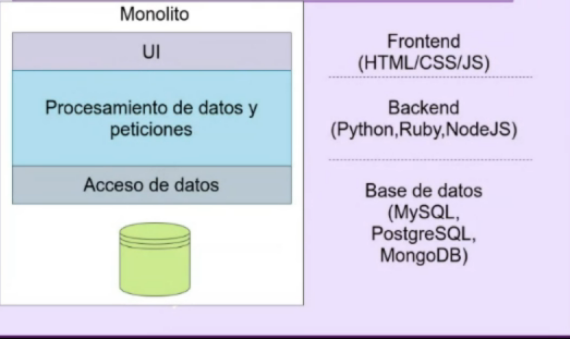 Monolito
UI
Procesamiento de datos y
peticiones
Acceso de datos
Frontend
(HTML/CSS/JS)
Backend
(Python,Ruby,NodeJS)
Base de datos
(MySQL,
PostgreSQL,
MongoDB)